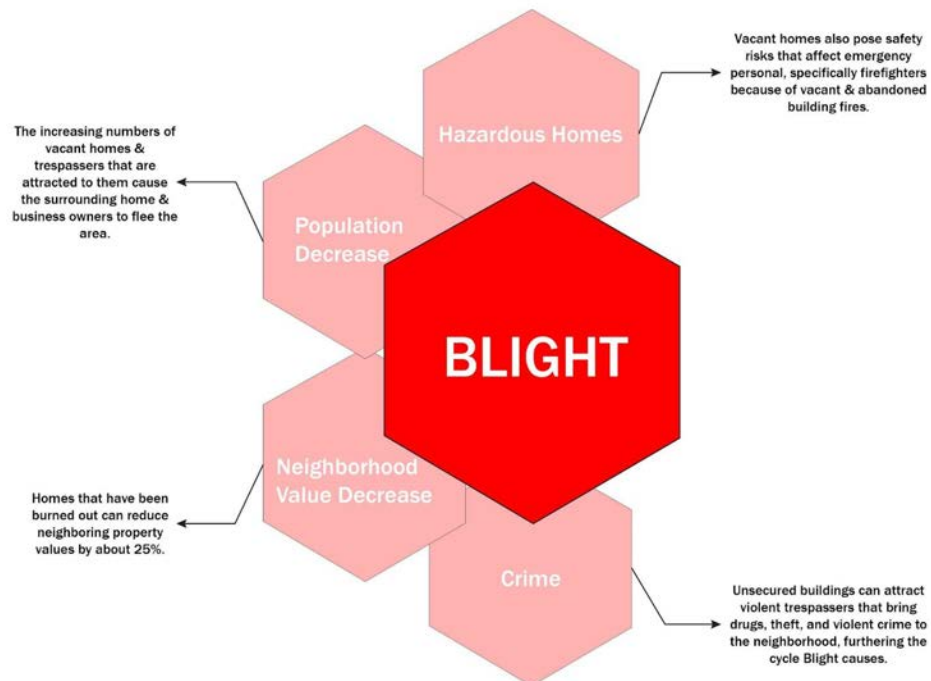 Vacant homes also pose safety
risks that affect emergency
personal, specifically firefighters
because of vacant & abandoned
building fires.
Hazardous Homes
The increasing numbers of
vacant homes &
trespassers that are
attracted to them cause
the surrounding home &
business owners to flee the
area.
Population
Decrease
BLIGHT
Neighborhood
Value Decrease
Homes that have been
burned out can reduce
neighboring property
values by about 25%.
Crime
Unsecured buildings can attract
violent trespassers that bring
drugs, theft, and violent crime to
the neighborhood, furthering the
cycle Blight causes.